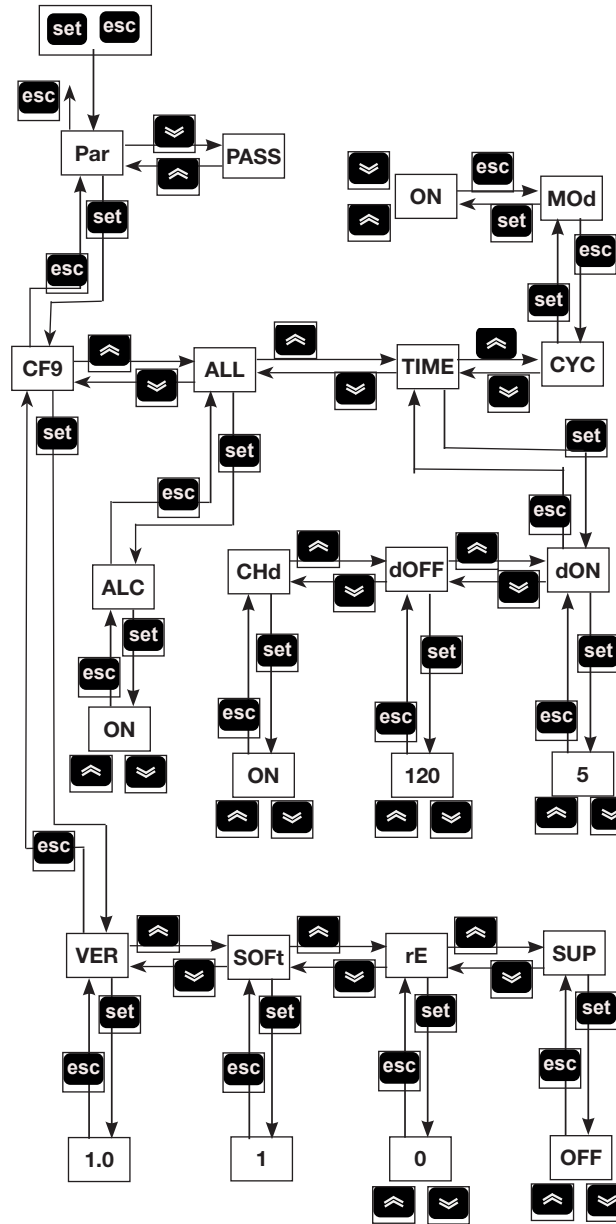 set esc
esc
Par
PASS
set
esc
ON
esc
MOd
set
esc
set
CF9
ALL
TIME
CYC
set
set
set
esc
esc
ALC
CHd
dOFF
dON
set
set
set
set
esc
esc
esc
esc
ON
ON
120
5
esc
VER
SOFt
rE
SUP
set
set
set
set
esc
esc
esc
esc
1.0
1
0
OFF